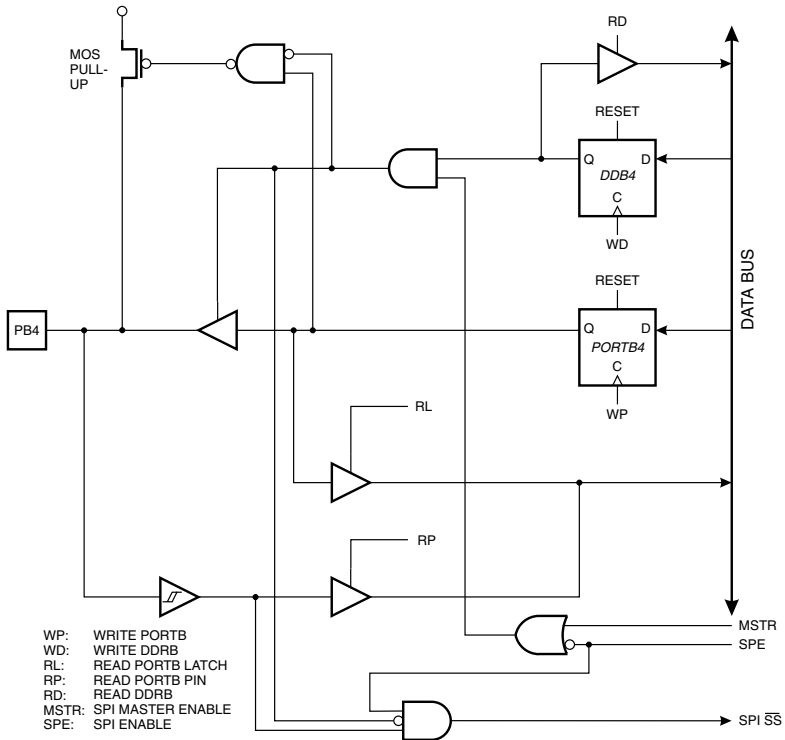 RD
MOS
PULL-
UP
RESET
Q D
DDB4
C
WD
DATA BUS
RESET
PB4
Q D
PORTB4
C
WP
RL
RP
WP: WRITE PORTB
WD: WRITE DDRB
RL: READ PORTB LATCH
RP: READ PORTB PIN
RD: READ DDRB
MSTR: SPI MASTER ENABLE
SPE: SPI ENABLE
MSTR
SPE
SPI SS